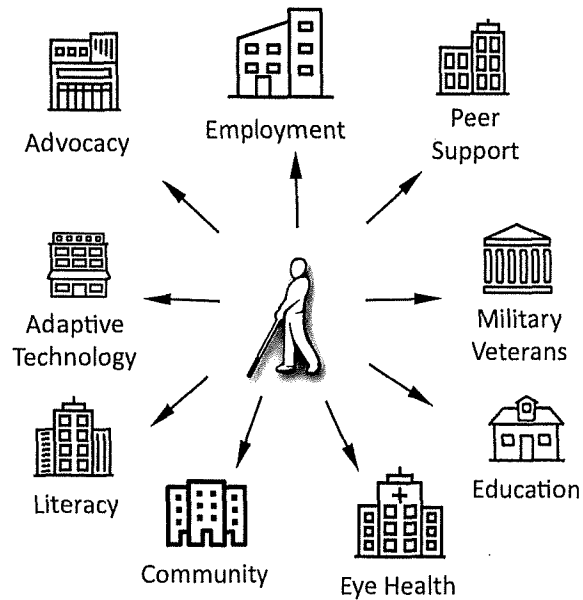 Advocacy
Employment
Peer
Support
Adaptive
Technology
Military
Veterans
Literacy
Education
Community
Eye Health